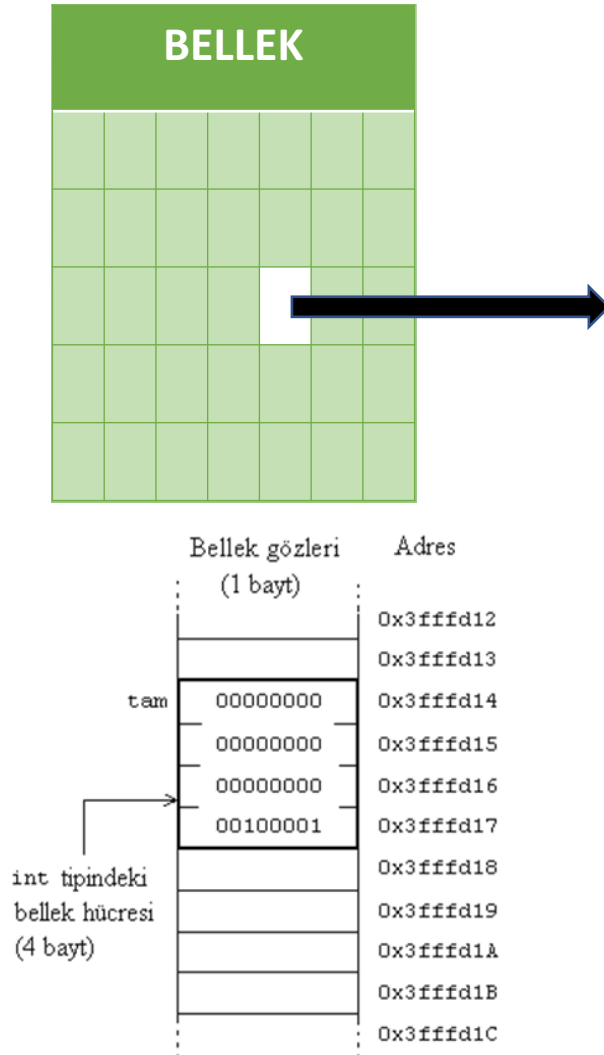 BELLEK
Bellek gözleri Adres
(1 bayt)
0x3fffd12
0x3fffd13
tam 00000000 0x3fffd14
00000000 0x3fffd15
00000000 0x3fffd16
00100001 0x3fffd17
0x3fffd18
int tipindeki
0x3fffd19
bellek hücresi
(4 bayt)
0x3fffd1A
0x3fffd1B
0x3fffd1C